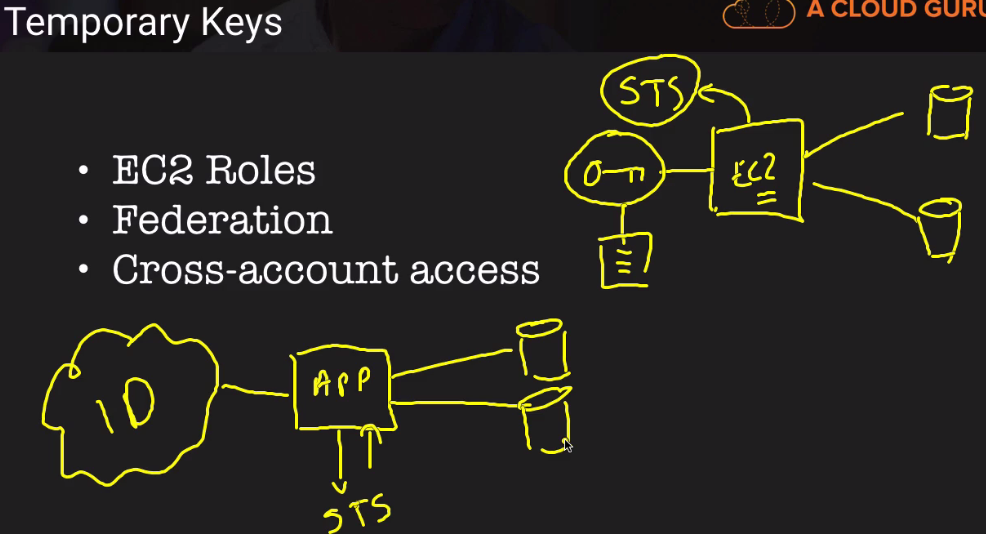 Temporary Keys
A CLOUD GURU
• EC2 Roles
• Federation
• Cross-account access
STS
EC2
ID
APP
STS